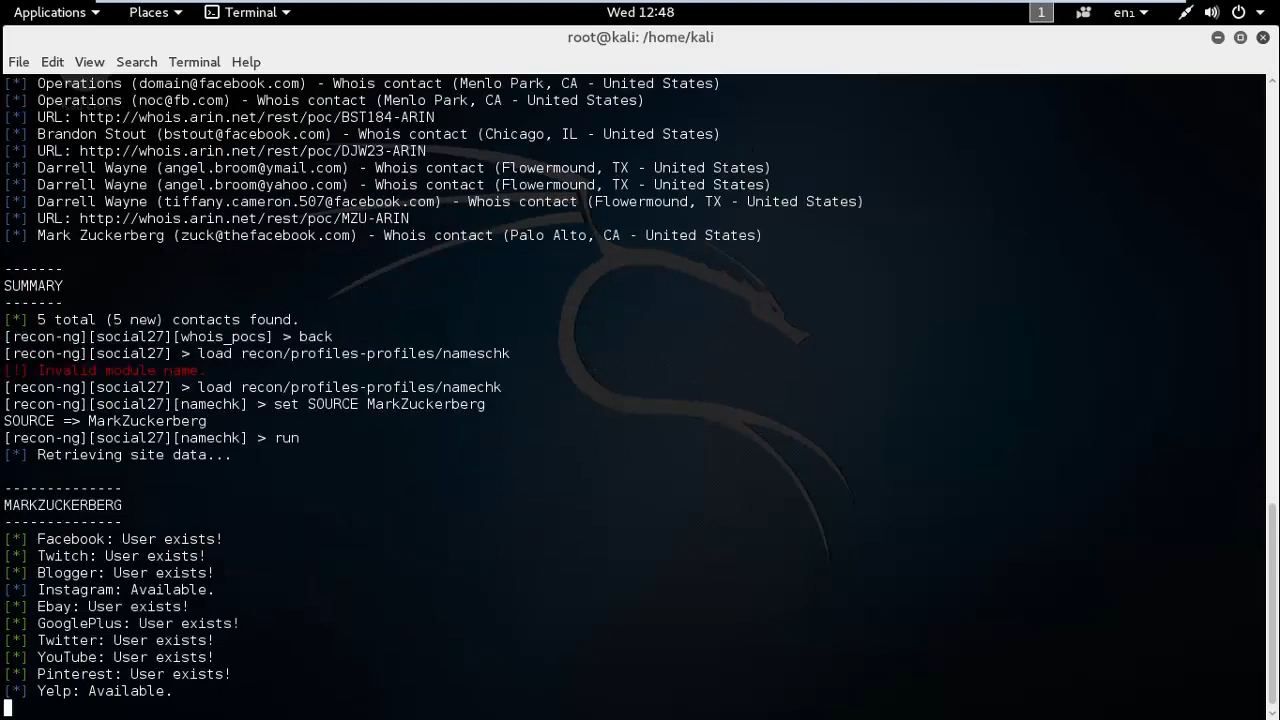 Applications Places Terminal Wed 12:48 1 en1
root@kali: /home/kali
File Edit View Search Terminal Help
[*] Operations (domain@facebook.com) - Whois contact (Menlo Park, CA - United States)
[*] Operations (noc@fb.com) - Whois contact (Menlo Park, CA - United States)
[*] URL: http://whois.arin.net/rest/poc/BST184-ARIN
[*] Brandon Stout (bstout@facebook.com) - Whois contact (Chicago, IL - United States)
[*] URL: http://whois.arin.net/rest/poc/DJW23-ARIN
[*] Darrell Wayne (angel.broom@ymail.com) - Whois contact (Flowermound, TX - United States)
[*] Darrell Wayne (angel.broom@yahoo.com) - Whois contact (Flowermound, TX - United States)
[*] Darrell Wayne (tiffany.cameron.507@facebook.com) - Whois contact (Flowermound, TX - United States)
[*] URL: http://whois.arin.net/rest/poc/MZU-ARIN
[*] Mark Zuckerberg (zuck@thefacebook.com) - Whois contact (Palo Alto, CA - United States)
-------
SUMMARY
-------
[*] 5 total (5 new) contacts found.
[recon-ng][social27][whois_pocs] > back
[recon-ng][social27] > load recon/profiles-profiles/nameschk
[!] Invalid module name.
[recon-ng][social27] > load recon/profiles-profiles/namechk
[recon-ng][social27][namechk] > set SOURCE MarkZuckerberg
SOURCE => MarkZuckerberg
[recon-ng][social27][namechk] > run
[*] Retrieving site data...
--------------
MARKZUCKERBERG
--------------
[*] Facebook: User exists!
[*] Twitch: User exists!
[*] Blogger: User exists!
[*] Instagram: Available.
[*] Ebay: User exists!
[*] GooglePlus: User exists!
[*] Twitter: User exists!
[*] YouTube: User exists!
[*] Pinterest: User exists!
[*] Yelp: Available.